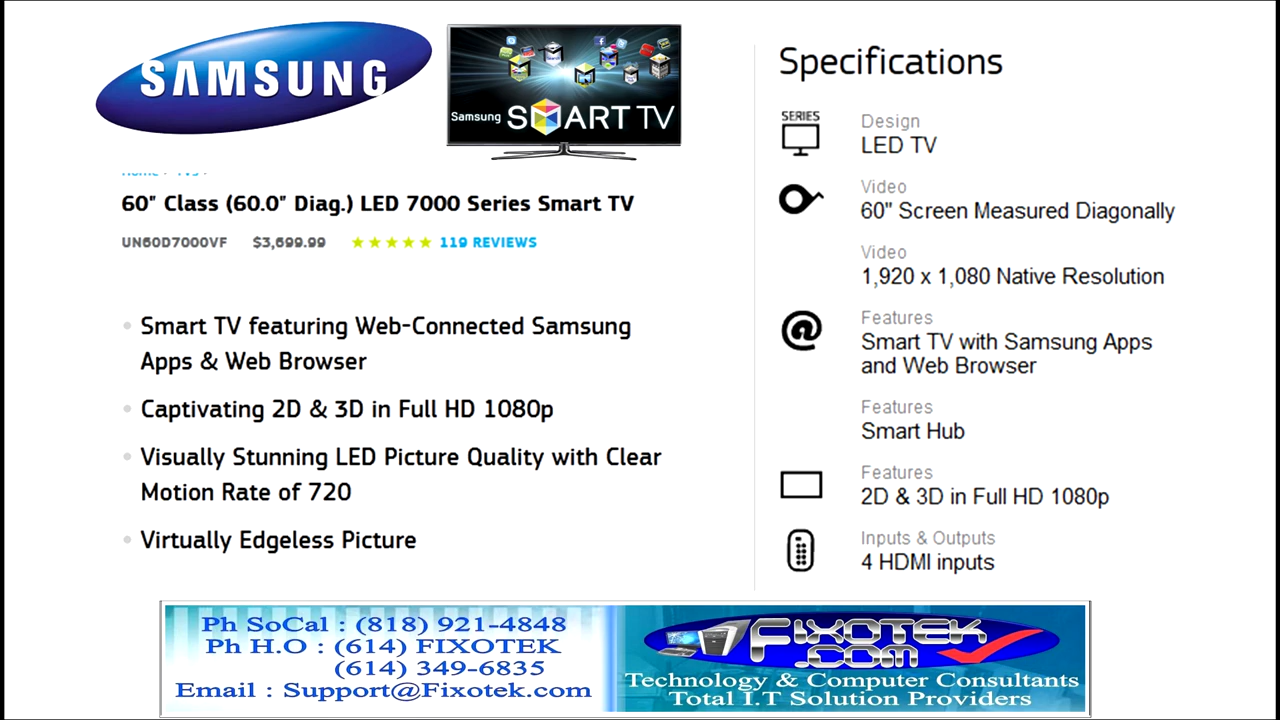 SAMSUNG
Samsung SMART TV
60" Class (60.0" Diag.) LED 7000 Series Smart TV
UN60D7000VF $3,699.99 ★★★★★ 119 REVIEWS
• Smart TV featuring Web-Connected Samsung
Apps & Web Browser
• Captivating 2D & 3D in Full HD 1080p
• Visually Stunning LED Picture Quality with Clear
Motion Rate of 720
• Virtually Edgeless Picture
Specifications
SERIES
Design
LED TV
Video
60" Screen Measured Diagonally
Video
1,920 x 1,080 Native Resolution
@
Features
Smart TV with Samsung Apps
and Web Browser
Features
Smart Hub
Features
2D & 3D in Full HD 1080p
Inputs & Outputs
4 HDMI inputs
Ph SoCal : (818) 921-4848
Ph H.O : (614) FIXOTEK
(614) 349-6835
Email : Support@Fixotek.com
FIXOTEK
.COM
Technology & Computer Consultants
Total I.T Solution Providers